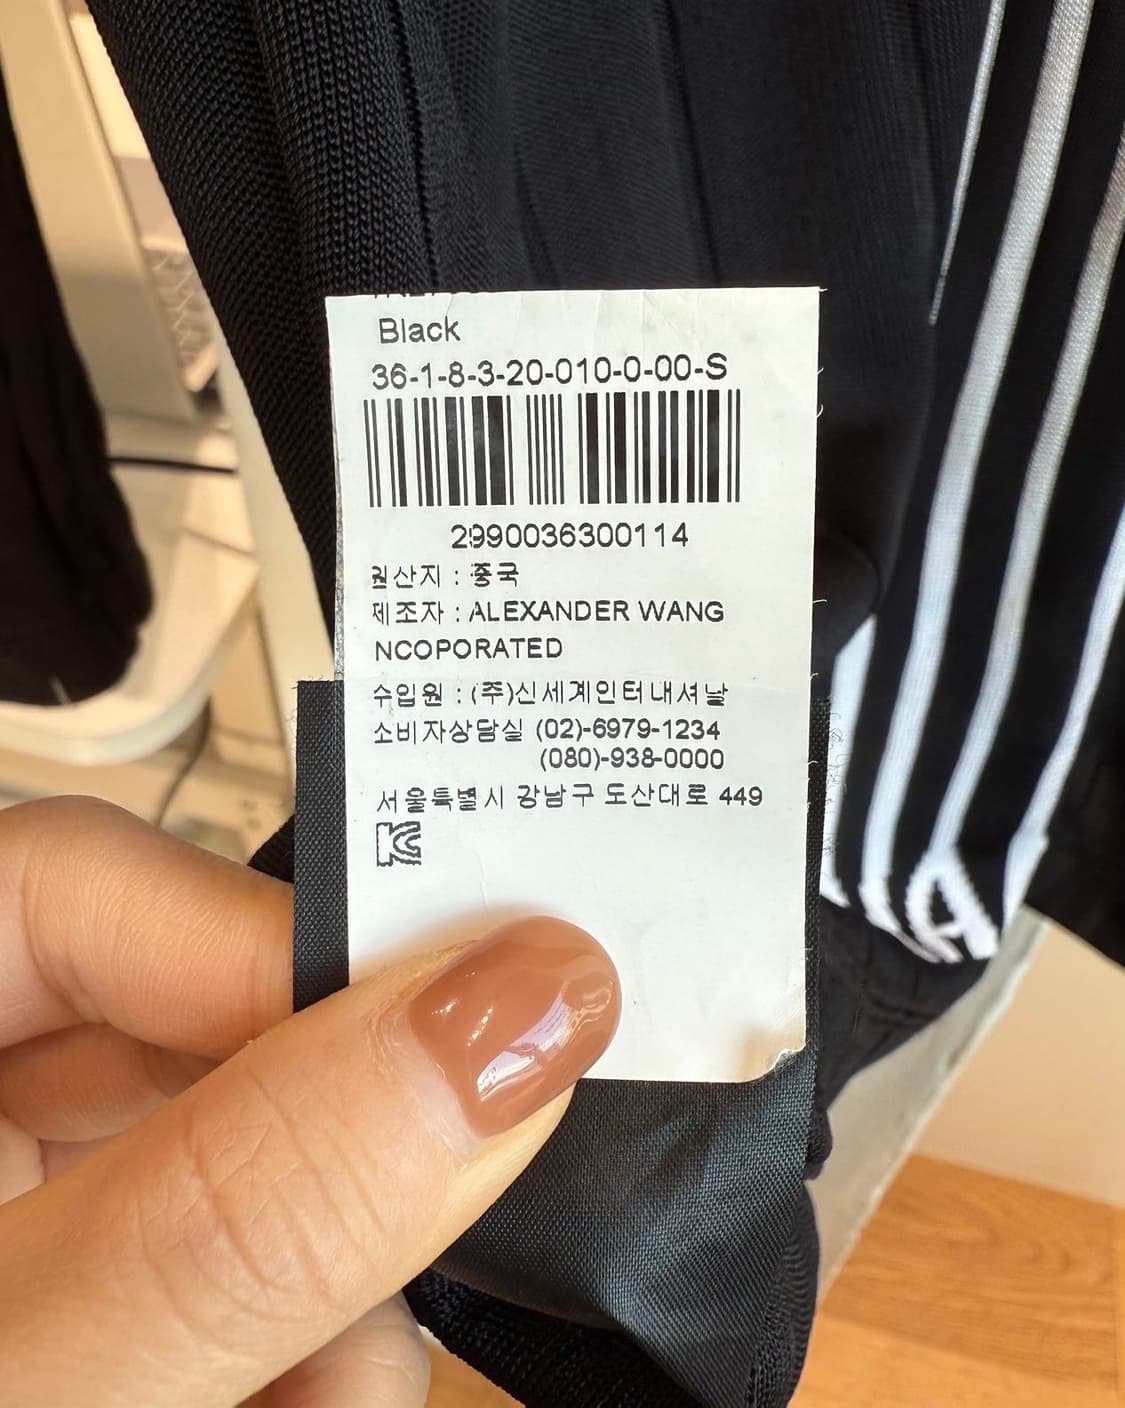 Black
36-1-8-3-20-010-0-00-S
2990036300114
원산지 : 중국
제조자 : ALEXANDER WANG
NCOPORATED
수입원 : (주)신세계인터내셔날
소비자상담실 (02)-6979-1234
(080)-938-0000
서울특별시 강남구 도산대로 449